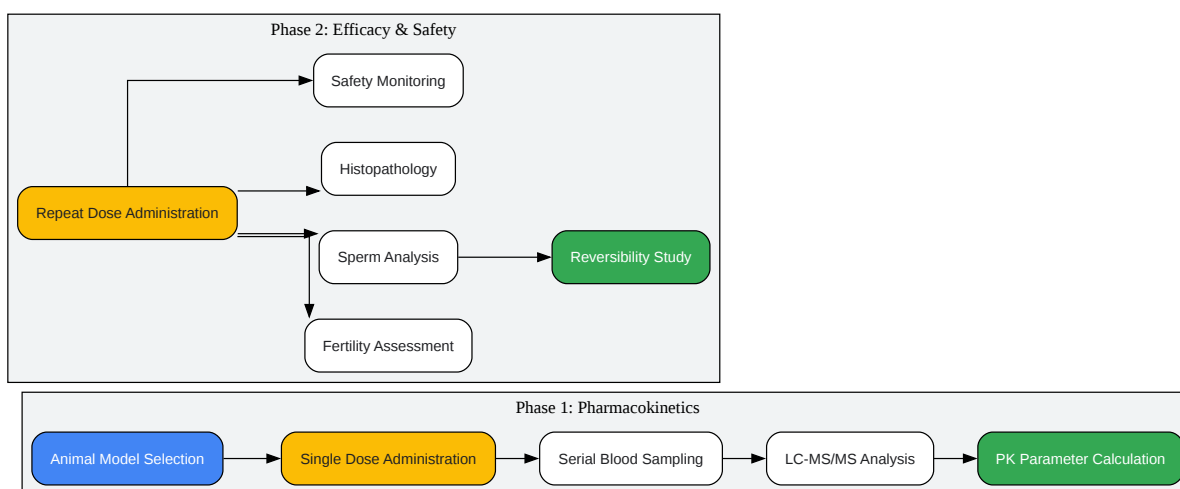 Phase 2: Efficacy & Safety
Safety Monitoring
Histopathology
Repeat Dose Administration
Sperm Analysis
Reversibility Study
Fertility Assessment
Phase 1: Pharmacokinetics
Animal Model Selection
Single Dose Administration
Serial Blood Sampling
LC-MS/MS Analysis
PK Parameter Calculation